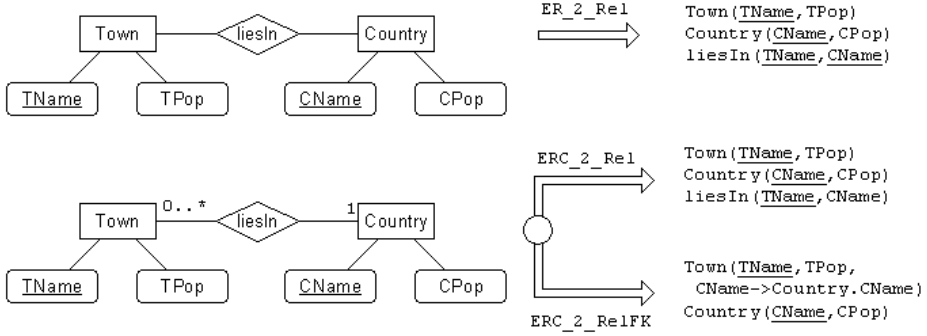 Town
liesIn
Country
TName
TPop
CName
CPop
ER_2_Rel
Town(TName,TPop)
Country(CName,CPop)
liesIn(TName,CName)
Town
0..*
liesIn
1
Country
TName
TPop
CName
CPop
ERC_2_Rel
Town(TName,TPop)
Country(CName,CPop)
liesIn(TName,CName)
ERC_2_RelFK
Town(TName,TPop,
CName->Country.CName)
Country(CName,CPop)